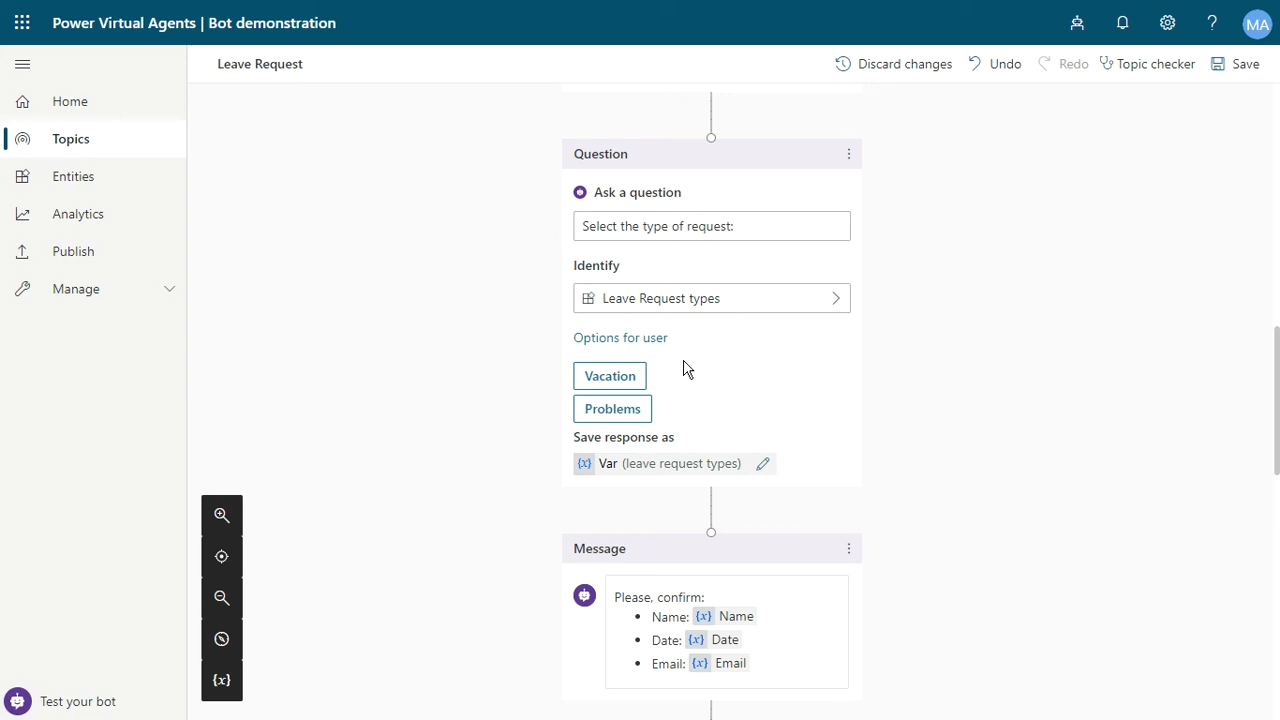 Power Virtual Agents | Bot demonstration
MA
Leave Request
Discard changes
Undo
Redo
Topic checker
Save
Home
Topics
Entities
Analytics
Publish
Manage
Question
Ask a question
Select the type of request:
Identify
Leave Request types
Options for user
Vacation
Problems
Save response as
{x} Var (leave request types)
Message
Please, confirm:
• Name: {x} Name
• Date: {x} Date
• Email: {x} Email
{x}
Test your bot